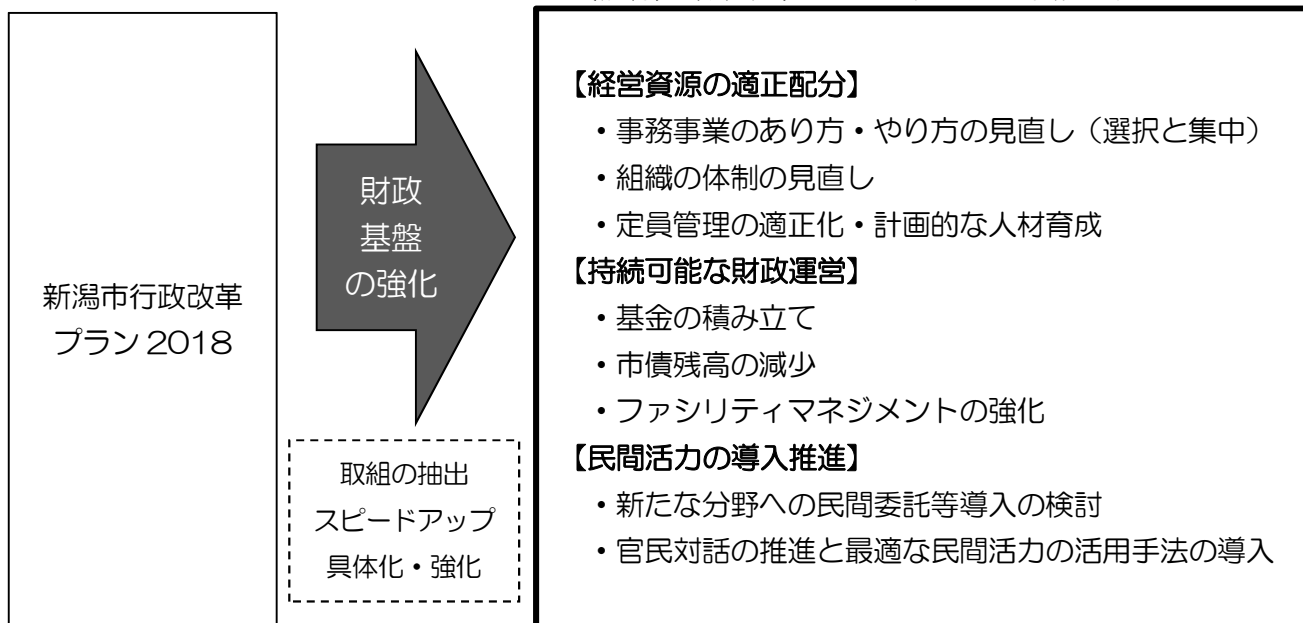 新潟市行政改革
プラン2018
財政
基盤
の強化
取組の抽出
スピードアップ
具体化・強化
【経営資源の適正配分】
・事務事業のあり方・やり方の見直し（選択と集中）
・組織の体制の見直し
・定員管理の適正化・計画的な人材育成
【持続可能な財政運営】
・基金の積み立て
・市債残高の減少
・ファシリティマネジメントの強化
【民間活力の導入推進】
・新たな分野への民間委託等導入の検討
・官民対話の推進と最適な民間活力の活用手法の導入